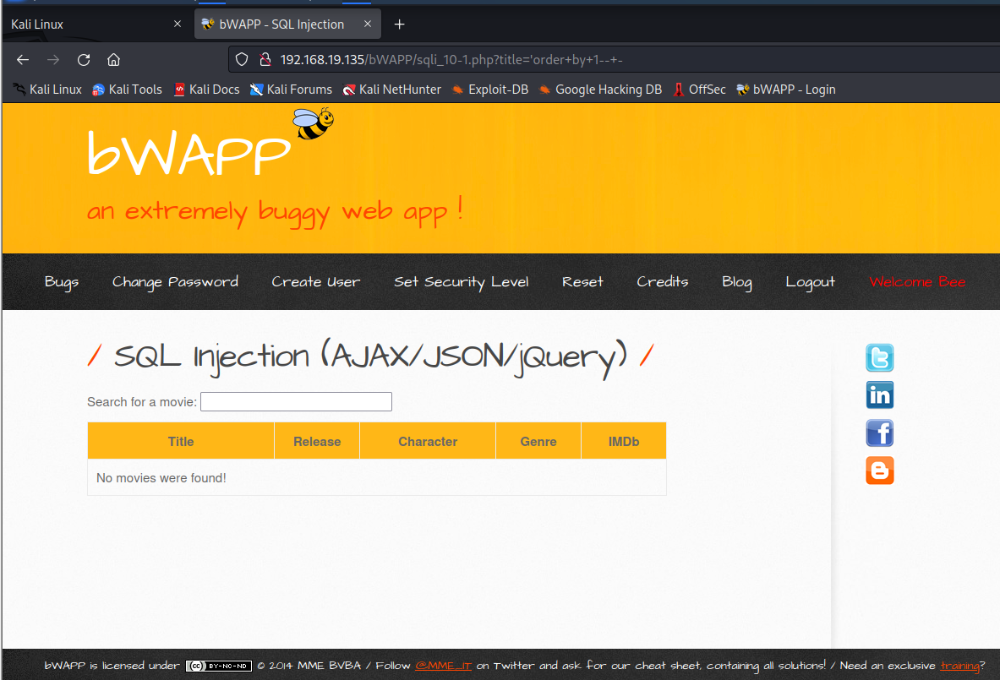 Kali Linux
bWAPP - SQL Injection
192.168.19.135/bWAPP/sqli_10-1.php?title='order+by+1--+-
Kali Linux Kali Tools Kali Docs Kali Forums Kali NetHunter Exploit-DB Google Hacking DB OffSec bWAPP - Login
bWAPP
an extremely buggy web app !
Bugs Change Password Create User Set Security Level Reset Credits Blog Logout Welcome Bee
/ SQL Injection (AJAX/JSON/jQuery) /
Search for a movie:
Title Release Character Genre IMDb
No movies were found!
bWAPP is licensed under (cc) BY-NC-ND © 2014 MME BVBA / Follow @MME_IT on Twitter and ask for our cheat sheet, containing all solutions! / Need an exclusive training?